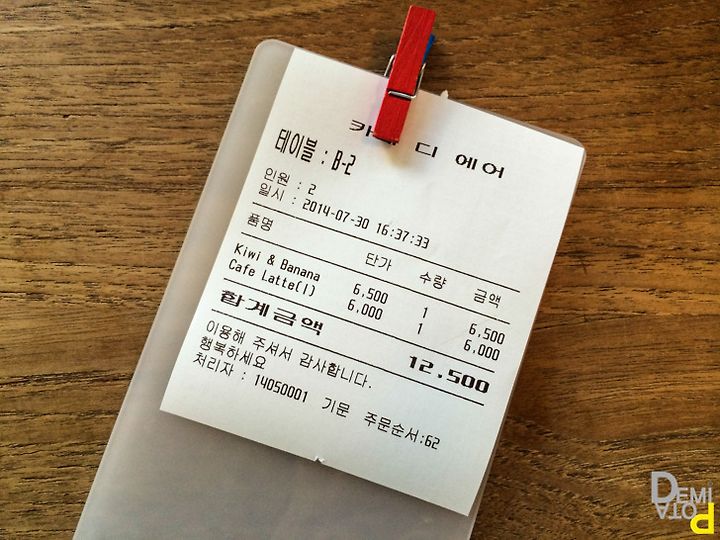 디 에어
테이블 : B-2
인원 : 2
일시 : 2014-07-30 16:37:33
품명 단가 수량 금액
Kiwi & Banana 6,500 1 6,500
Cafe Latte(I) 6,000 1 6,000
합계금액 12,500
이용해 주셔서 감사합니다.
행복하세요
처리자 : 14050001 기문 주문순서:62
DEMI
POTA